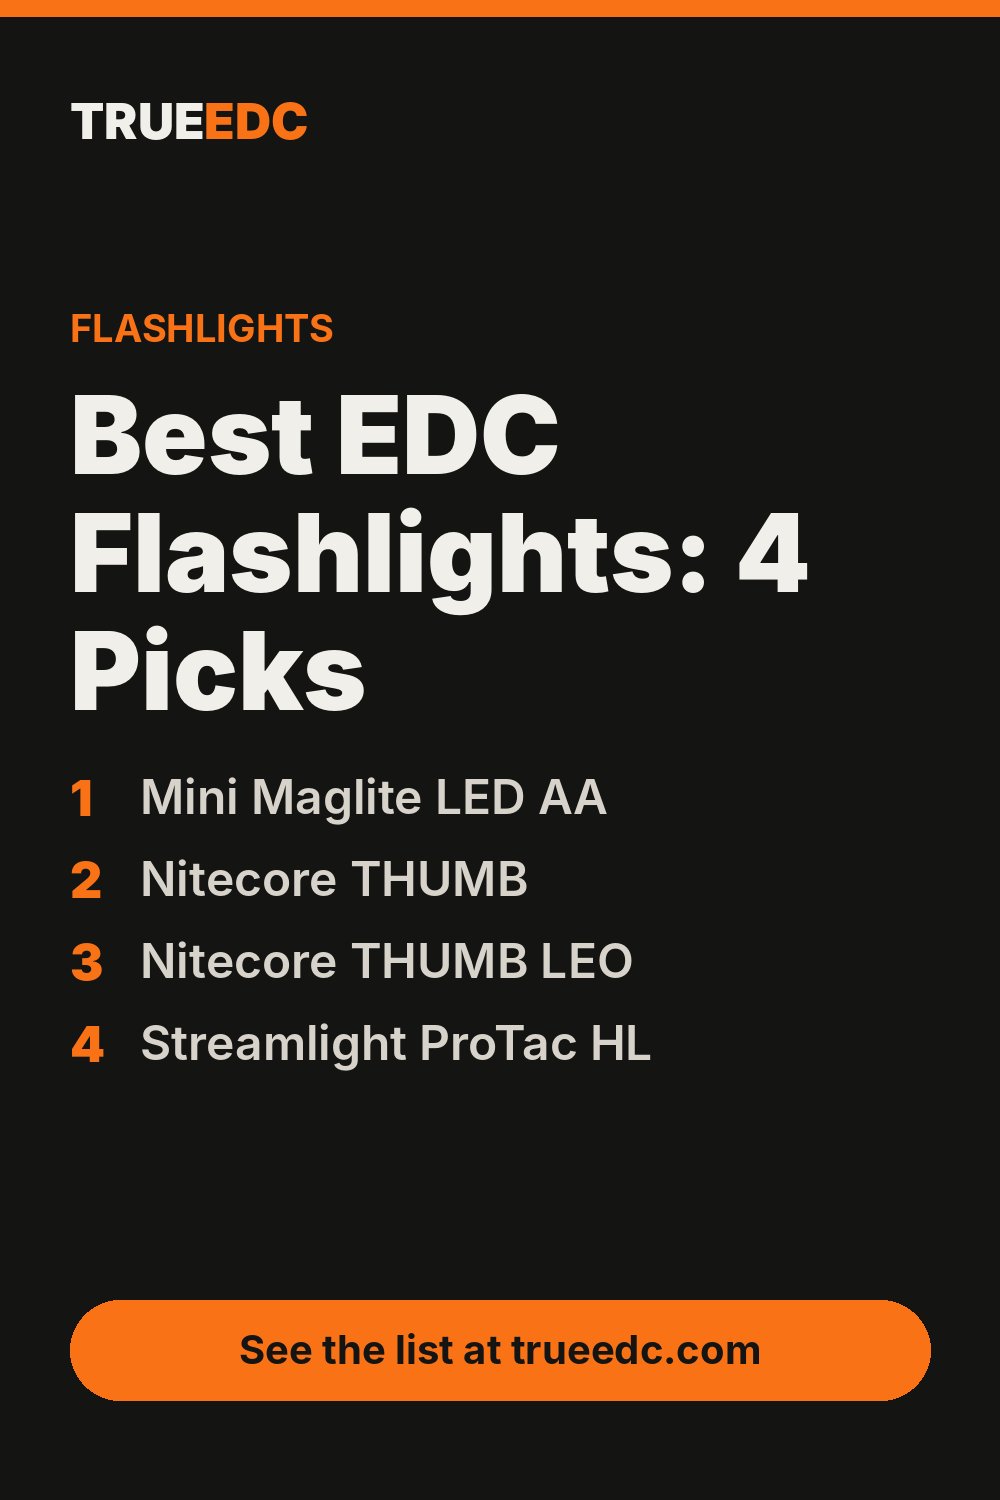 TRUEEDC
FLASHLIGHTS
Best EDC
Flashlights: 4
Picks
1 Mini Maglite LED AA
2 Nitecore THUMB
3 Nitecore THUMB LEO
4 Streamlight ProTac HL
See the list at trueedc.com